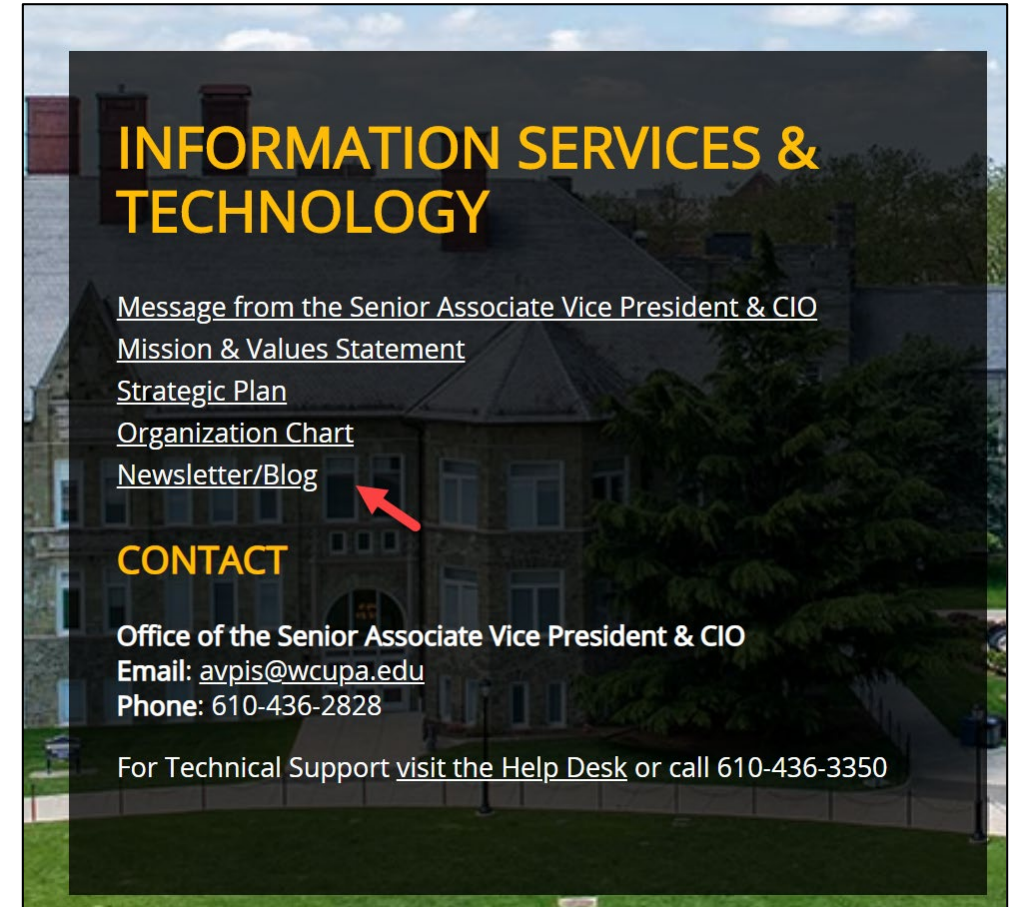 INFORMATION SERVICES &
TECHNOLOGY
Message from the Senior Associate Vice President & CIO
Mission & Values Statement
Strategic Plan
Organization Chart
Newsletter/Blog
CONTACT
Office of the Senior Associate Vice President & CIO
Email: avpis@wcupa.edu
Phone: 610-436-2828
For Technical Support visit the Help Desk or call 610-436-3350